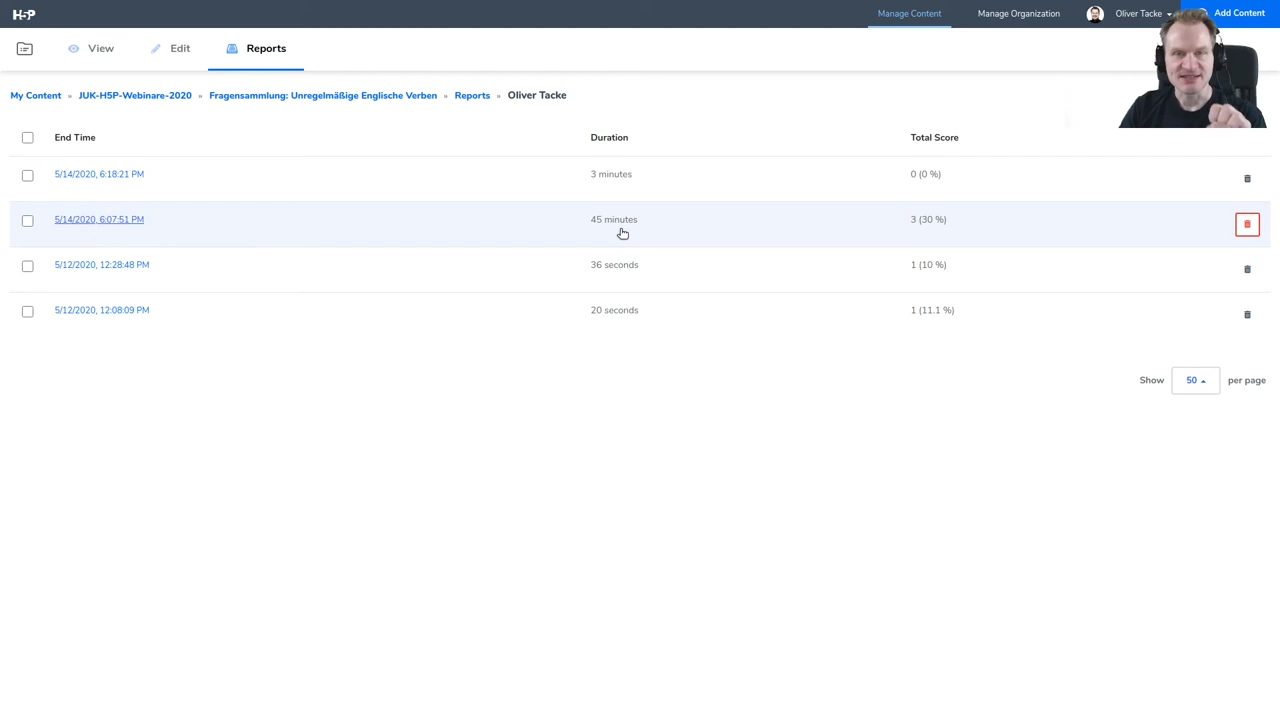 H5P Manage Content Manage Organization Oliver Tacke Add Content
View Edit Reports
My Content » JUK-H5P-Webinare-2020 » Fragensammlung: Unregelmäßige Englische Verben » Reports » Oliver Tacke
End Time Duration Total Score
5/14/2020, 6:18:21 PM 3 minutes 0 (0 %)
5/14/2020, 6:07:51 PM 45 minutes 3 (30 %)
5/12/2020, 12:28:48 PM 36 seconds 1 (10 %)
5/12/2020, 12:08:09 PM 20 seconds 1 (11.1 %)
Show 50 per page